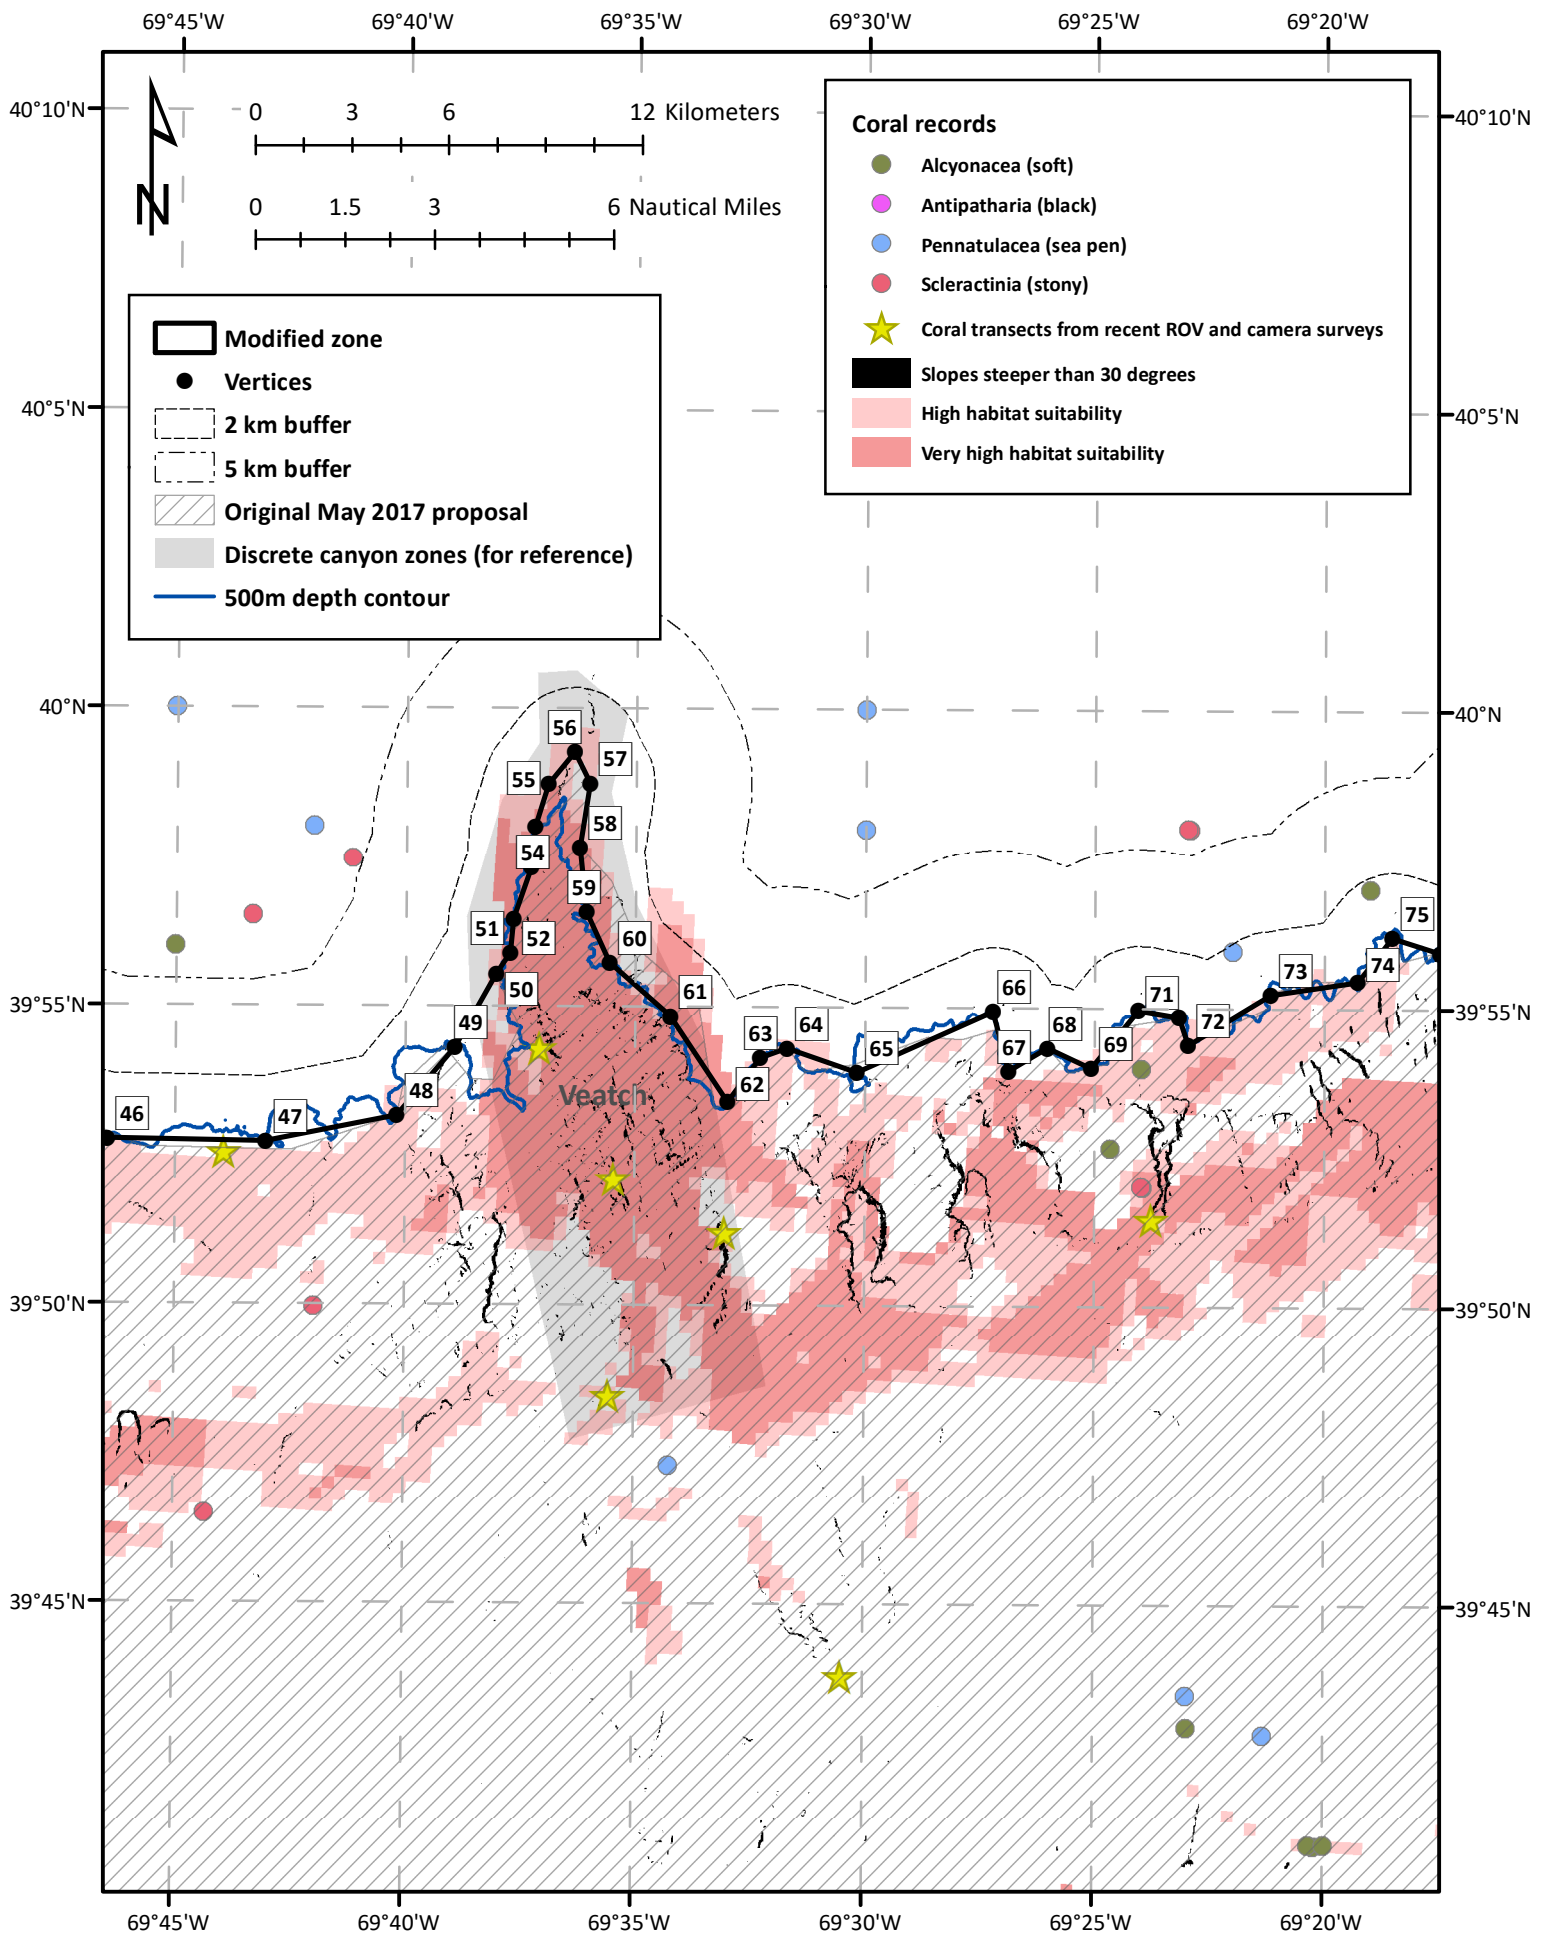 69°45'W 69°40'W 69°35'W 69°30'W 69°25'W 69°20'W
40°10'N
40°10'N
0 3 6 12 Kilometers
N
0 1.5 3 6 Nautical Miles
Coral records
Alcyonacea (soft)
Antipatharia (black)
Pennatulacea (sea pen)
Scleractinia (stony)
Coral transects from recent ROV and camera surveys
Slopes steeper than 30 degrees
High habitat suitability
Very high habitat suitability
Modified zone
Vertices
2 km buffer
5 km buffer
Original May 2017 proposal
Discrete canyon zones (for reference)
500m depth contour
40°5'N
40°5'N
40°N
40°N
56
57
55
58
54
59
51
52
60
75
74
73
50
61
66
71
49
63
64
68
72
69
65
67
62
48
46
47
39°55'N
39°55'N
Veatch
39°50'N
39°50'N
39°45'N
39°45'N
69°45'W 69°40'W 69°35'W 69°30'W 69°25'W 69°20'W